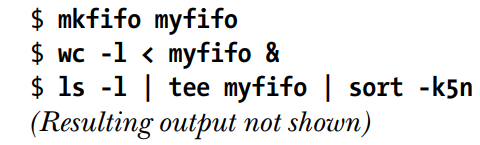 $ mkfifo myfifo
$ wc -l < myfifo &
$ ls -l | tee myfifo | sort -k5n
(Resulting output not shown)